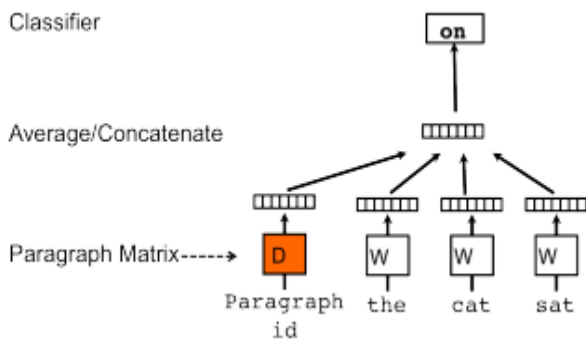 Classifier
on
Average/Concatenate
Paragraph Matrix
D
W
W
W
Paragraph
id
the
cat
sat